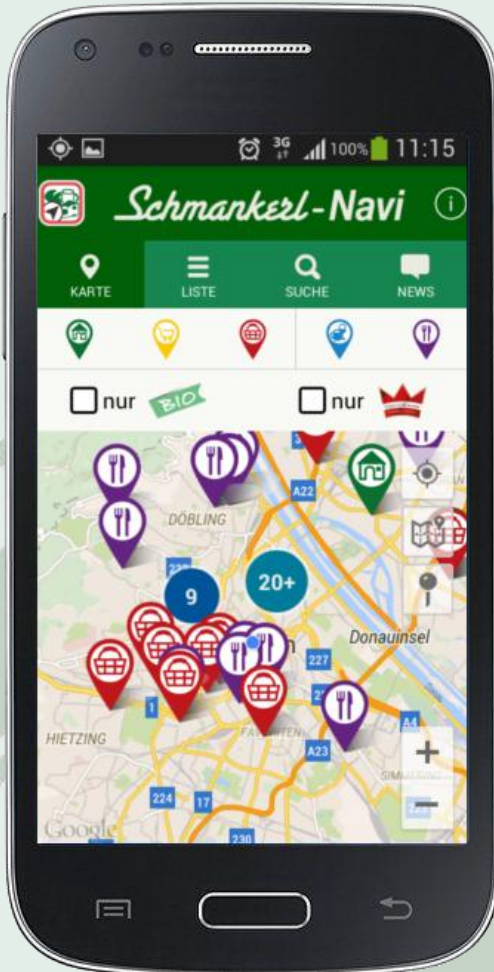 3G 100% 11:15
Schmankerl-Navi i
KARTE LISTE SUCHE NEWS
nur BIO nur
A22
DÖBLING
9 20+
Donauinsel
227
1
A4
HIETZING
A23
224 17
Google
230
+
−